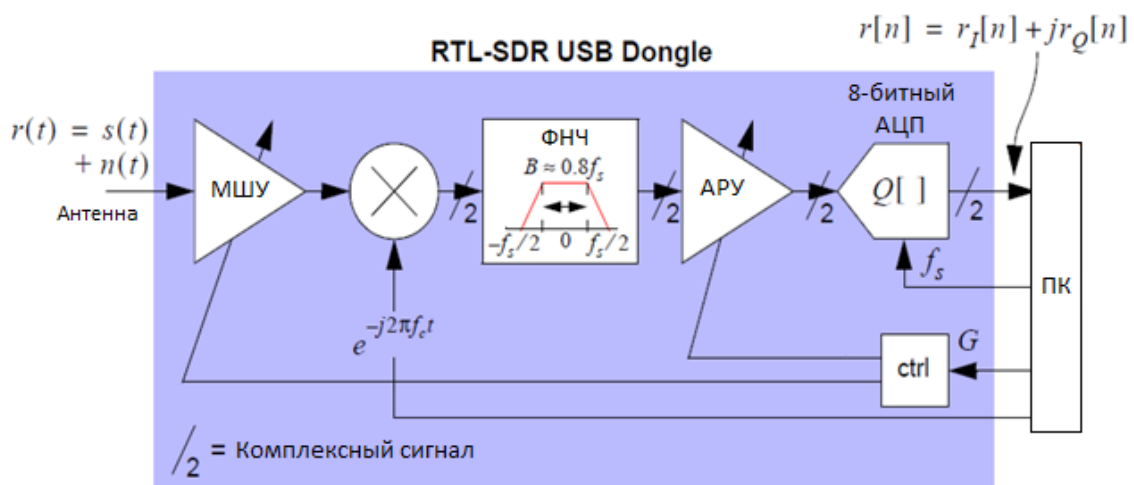 r[n] = r_I[n] + jr_Q[n]
RTL-SDR USB Dongle
8-битный
АЦП
r(t) = s(t)
+ n(t)
Антенна
МШУ
/2
ФНЧ
B ≈ 0.8f_s
-f_s/2 0 f_s/2
/2
АРУ
/2
Q[ ]
/2
f_s
ПК
e^{-j2πf_c t}
ctrl
G
/2 = Комплексный сигнал